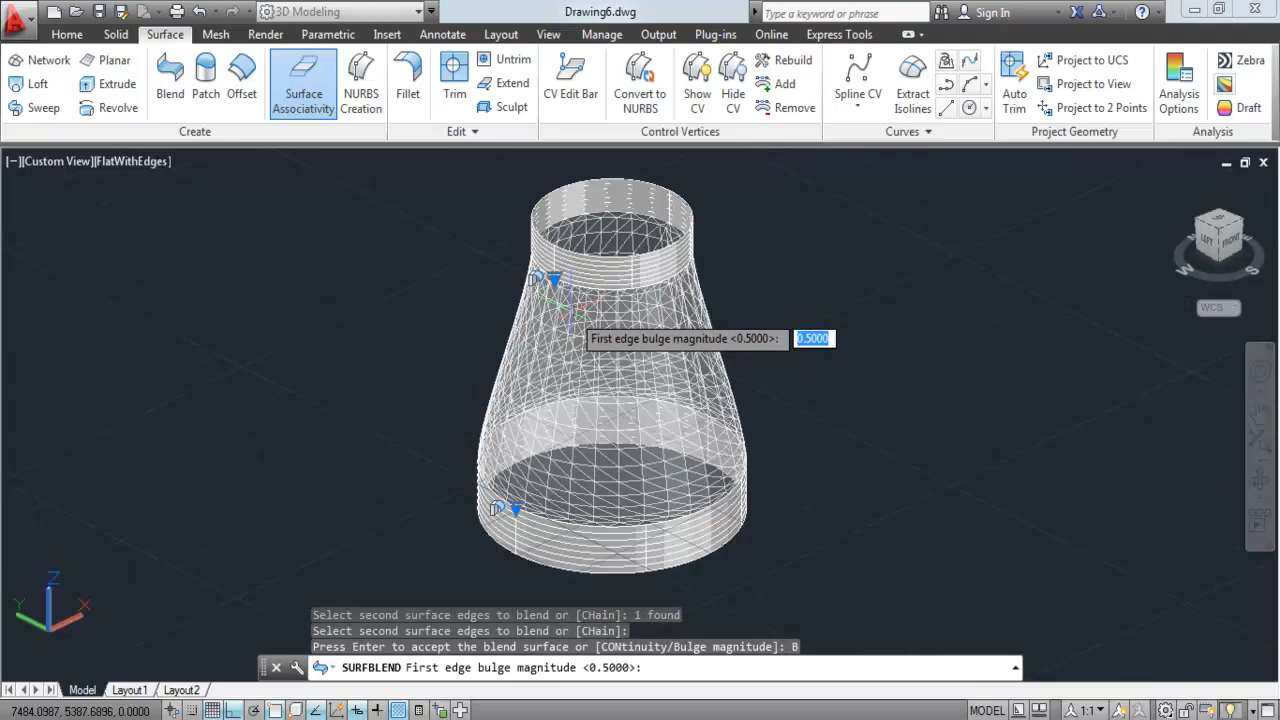 3D Modeling
Drawing6.dwg
Type a keyword or phrase
Sign In
Home Solid Surface Mesh Render Parametric Insert Annotate Layout View Manage Output Plug-ins Online Express Tools
Network Planar
Loft Extrude
Sweep Revolve
Blend Patch Offset
Surface
Associativity
NURBS
Creation
Fillet
Trim
Untrim
Extend
Sculpt
CV Edit Bar
Convert to
NURBS
Show
CV
Hide
CV
Rebuild
Add
Remove
Spline CV
Extract
Isolines
Auto
Trim
Project to UCS
Project to View
Project to 2 Points
Analysis
Options
Zebra
Draft
Create Edit Control Vertices Curves Project Geometry Analysis
[−][Custom View][FlatWithEdges]
TOP
LEFT FRONT
W S
WCS
First edge bulge magnitude <0.5000>: 0.5000
Z
Y X
Select second surface edges to blend or [CHain]: 1 found
Select second surface edges to blend or [CHain]:
Press Enter to accept the blend surface or [CONtinuity/Bulge magnitude]: B
SURFBLEND First edge bulge magnitude <0.5000>:
Model Layout1 Layout2
7484.0987, 5387.6896, 0.0000
MODEL
1:1